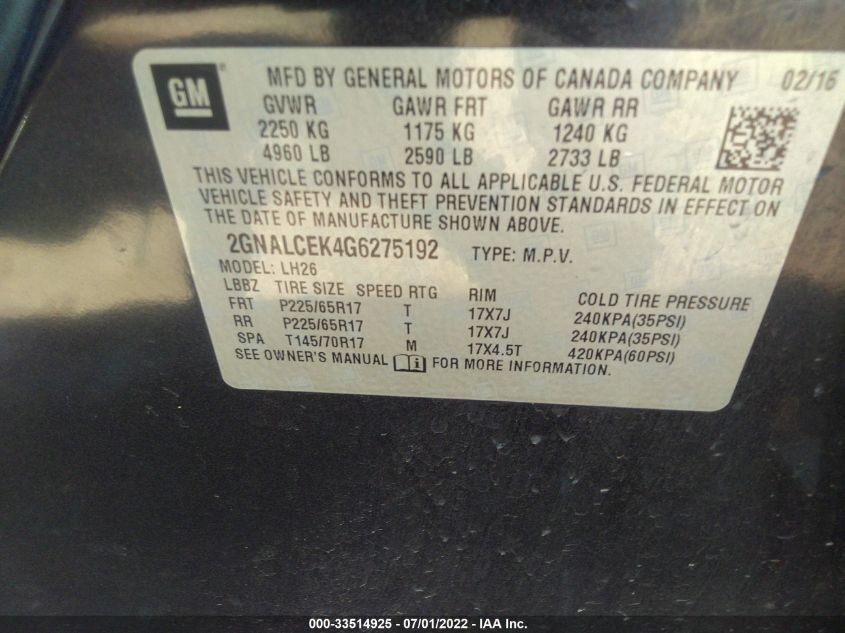 GM MFD BY GENERAL MOTORS OF CANADA COMPANY 02/16
GVWR GAWR FRT GAWR RR
2250 KG 1175 KG 1240 KG
4960 LB 2590 LB 2733 LB
THIS VEHICLE CONFORMS TO ALL APPLICABLE U.S. FEDERAL MOTOR
VEHICLE SAFETY AND THEFT PREVENTION STANDARDS IN EFFECT ON
THE DATE OF MANUFACTURE SHOWN ABOVE.
2GNALCEK4G6275192 TYPE: M.P.V.
MODEL: LH26
LBBZ TIRE SIZE SPEED RTG RIM COLD TIRE PRESSURE
FRT P225/65R17 T 17X7J 240KPA(35PSI)
RR P225/65R17 T 17X7J 240KPA(35PSI)
SPA T145/70R17 M 17X4.5T 420KPA(60PSI)
SEE OWNER'S MANUAL FOR MORE INFORMATION.
000-33514925 - 07/01/2022 - IAA Inc.